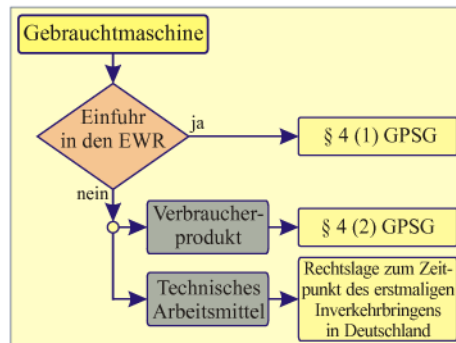 Gebrauchtmaschine
Einfuhr
in den EWR
ja
§ 4 (1) GPSG
nein
Verbraucher-
produkt
§ 4 (2) GPSG
Technisches
Arbeitsmittel
Rechtslage zum Zeit-
punkt des erstmaligen
Inverkehrbringens
in Deutschland